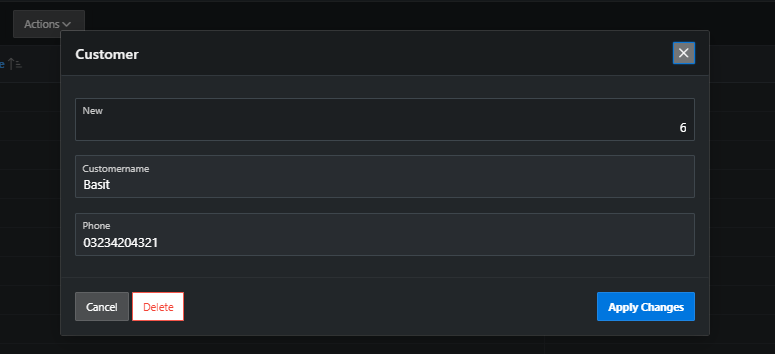 Actions
Customer
e
New
6
Customername
Basit
Phone
03234204321
Cancel
Delete
Apply Changes